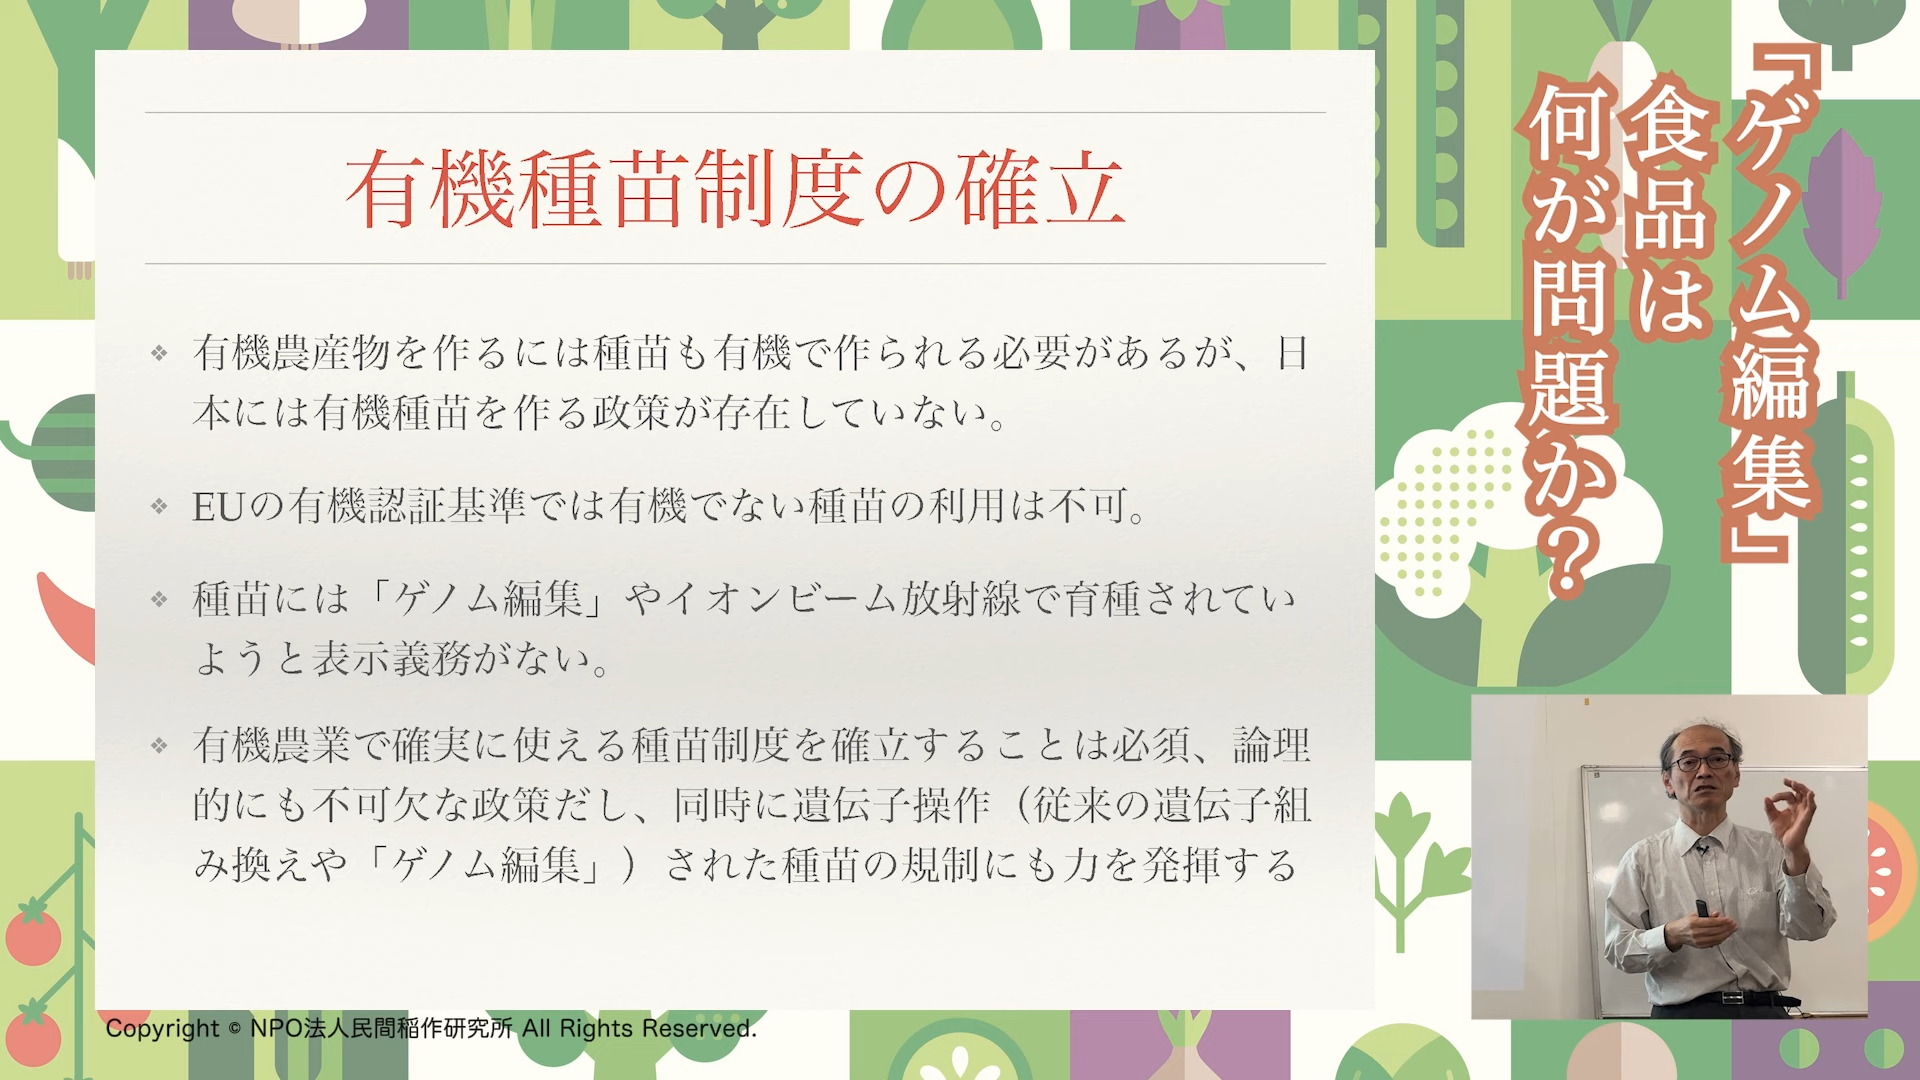 有機種苗制度の確立
有機農産物を作るには種苗も有機で作られる必要があるが、日
本には有機種苗を作る政策が存在していない。
EUの有機認証基準では有機でない種苗の利用は不可。
種苗には「ゲノム編集」やイオンビーム放射線で育種されてい
ようと表示義務がない。
有機農業で確実に使える種苗制度を確立することは必須、論理
的にも不可欠な政策だし、同時に遺伝子操作（従来の遺伝子組
み換えや「ゲノム編集」）された種苗の規制にも力を発揮する
『ゲノム編集』
食品は
何が問題か?
Copyright © NPO法人民間稲作研究所 All Rights Reserved.